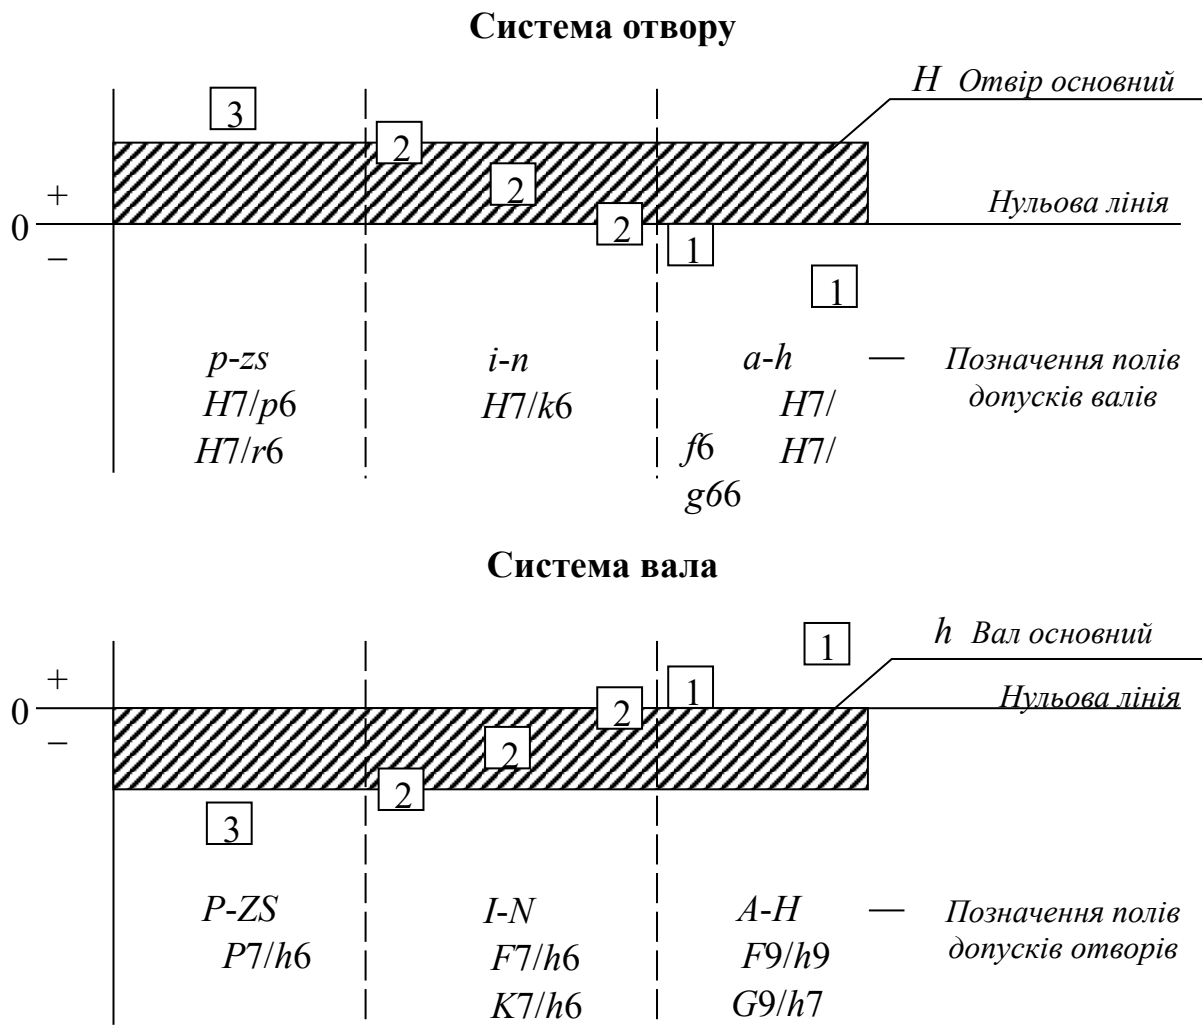 Система отвору
H Отвір основний
3
2
2
+
Нульова лінія
0
2
1
–
1
p-zs
i-n
a-h
— Позначення полів
допусків валів
H7/p6
H7/k6
H7/
H7/r6
f6
H7/
g66
Система вала
1
h Вал основний
+
1
Нульова лінія
0
2
–
2
2
3
P-ZS
I-N
A-H
— Позначення полів
допусків отворів
P7/h6
F7/h6
F9/h9
K7/h6
G9/h7